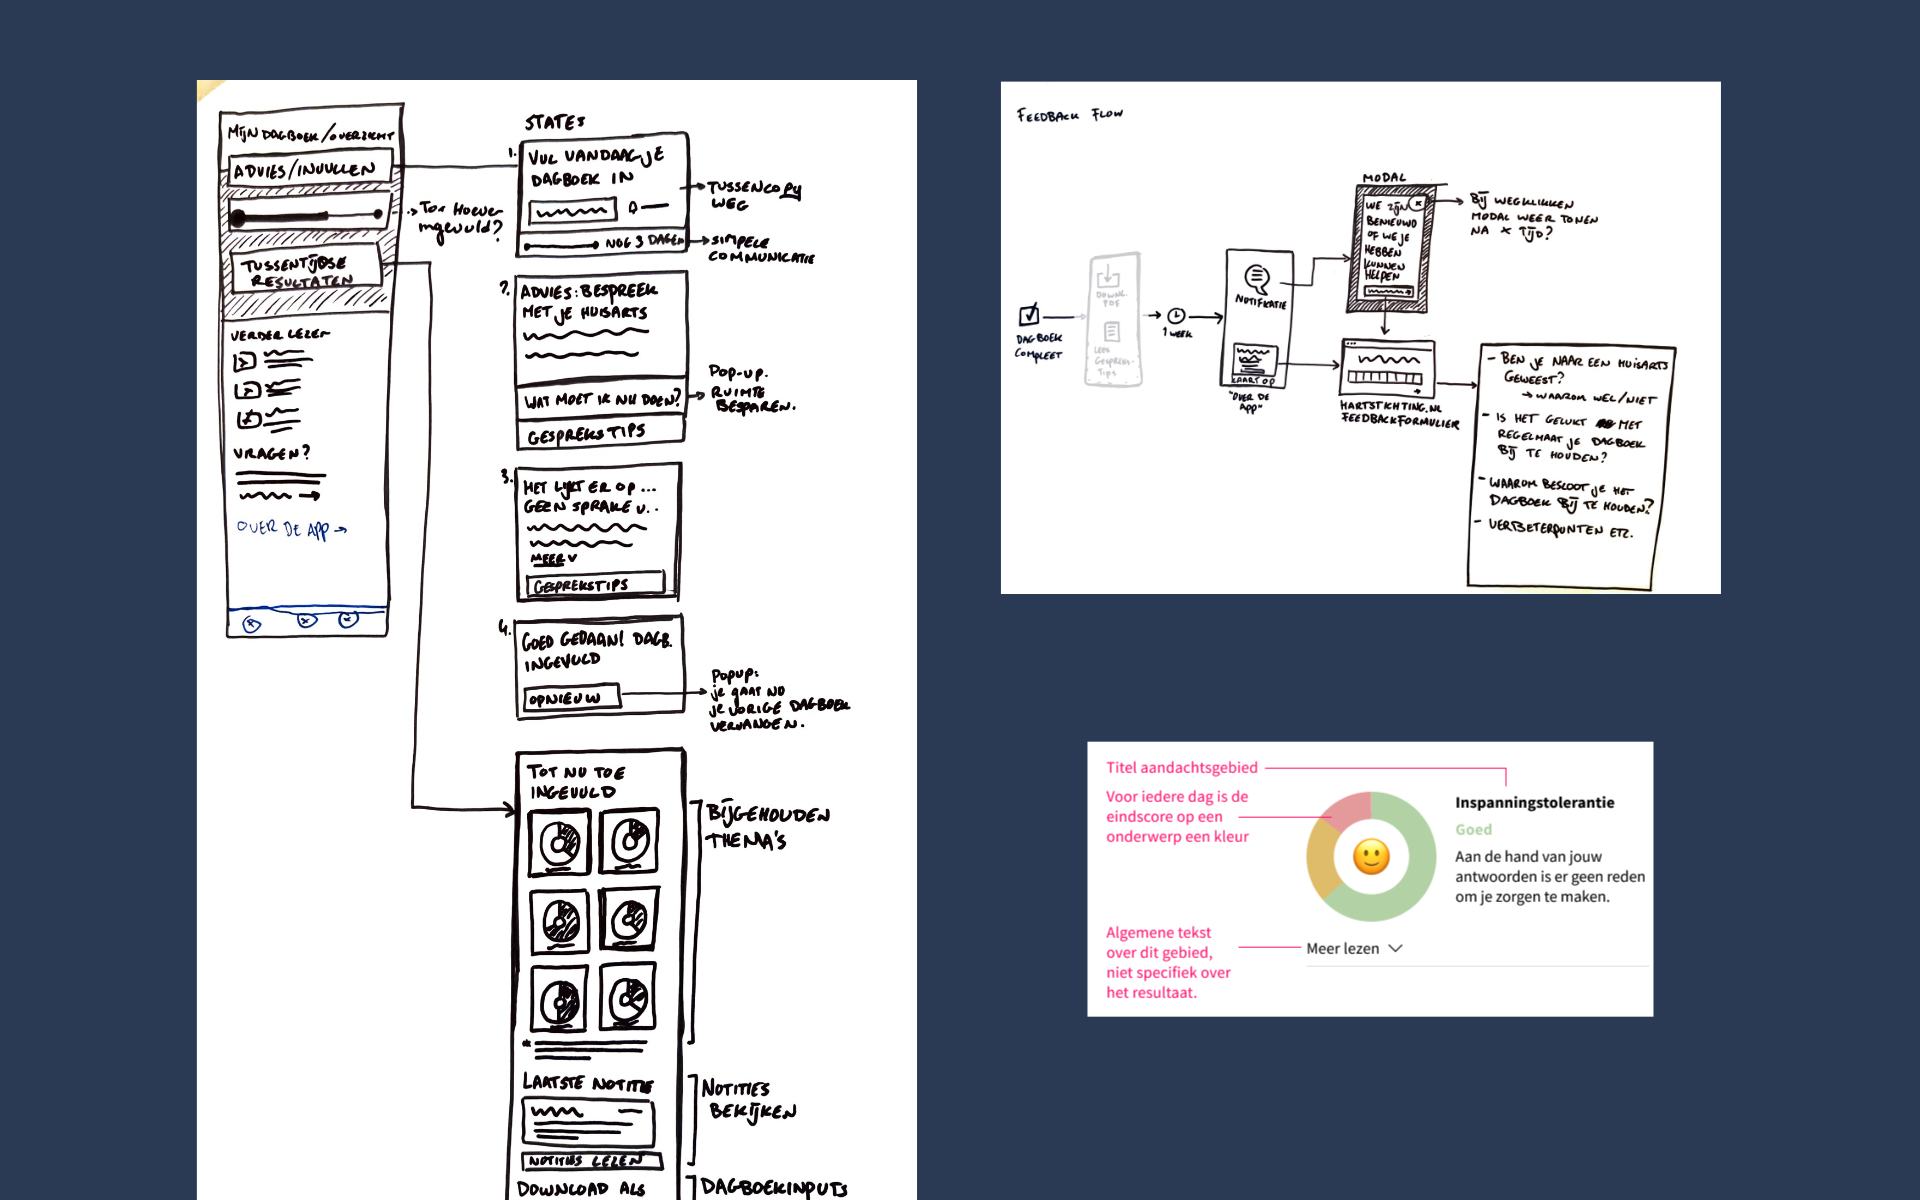 MIJN DAGBOEK/OVERZICHT
ADVIES/INVULLEN
TUSSENTIJDSE
RESULTATEN
VERDER LEZEN
VRAGEN?
OVER DE APP →
→ TOT HOEVER
INGEVULD?
STATES
1.
VUL VANDAAG JE
DAGBOEK IN
NOG 3 DAGEN
→ TUSSENCOPY
WEG
→ SIMPELE
COMMUNICATIE
2.
ADVIES: BESPREEK
MET JE HUISARTS
WAT MOET IK NU DOEN?
GESPREKSTIPS
POP-UP.
RUIMTE
BESPAREN.
3.
HET LIJKT ER OP ...
GEEN SPRAKE V..
MEER
GESPREKSTIPS
4.
GOED GEDAAN! DAGB.
INGEVULD
OPNIEUW
POPUP:
JE GAAT NU
JE VORIGE DAGBOEK
VERVANGEN.
TOT NU TOE
INGEVULD
BIJGEHOUDEN
THEMA'S
LAATSTE NOTITIE
NOTITIES LEZEN
NOTITIES
BEKIJKEN
DOWNLOAD ALS
DAGBOEKINPUTS
FEEDBACK FLOW
DAGBOEK
COMPLEET
DOWNL.
PDF
LEES
GESPREKS-
TIPS
1 WEEK
NOTIFICATIE
KAART OP
"OVER DE
APP"
MODAL
WE ZIJN
BENIEUWD
OF WE JE
HEBBEN
KUNNEN
HELPEN
BIJ WEGKLIKKEN
MODAL WEER TONEN
NA X TIJD?
HARTSTICHTING.NL
FEEDBACKFORMULIER
- BEN JE NAAR EEN HUISARTS
GEWEEST?
→ WAAROM WEL/NIET
- IS HET GELUKT MET
REGELMAAT JE DAGBOEK
BIJ TE HOUDEN?
- WAAROM BESLOOT JE HET
DAGBOEK BIJ TE HOUDEN?
- VERBETERPUNTEN ETC.
Titel aandachtsgebied
Voor iedere dag is de
eindscore op een
onderwerp een kleur
Algemene tekst
over dit gebied,
niet specifiek over
het resultaat.
Inspanningstolerantie
Goed
Aan de hand van jouw
antwoorden is er geen reden
om je zorgen te maken.
Meer lezen